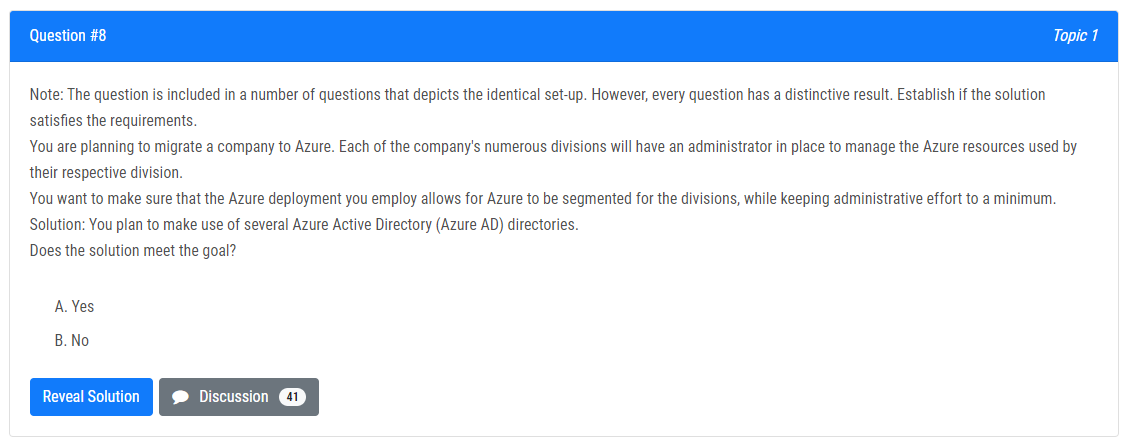 Question #8
Topic 1
Note: The question is included in a number of questions that depicts the identical set-up. However, every question has a distinctive result. Establish if the solution
satisfies the requirements.
You are planning to migrate a company to Azure. Each of the company's numerous divisions will have an administrator in place to manage the Azure resources used by
their respective division.
You want to make sure that the Azure deployment you employ allows for Azure to be segmented for the divisions, while keeping administrative effort to a minimum.
Solution: You plan to make use of several Azure Active Directory (Azure AD) directories.
Does the solution meet the goal?
A. Yes
B. No
Reveal Solution
Discussion 41